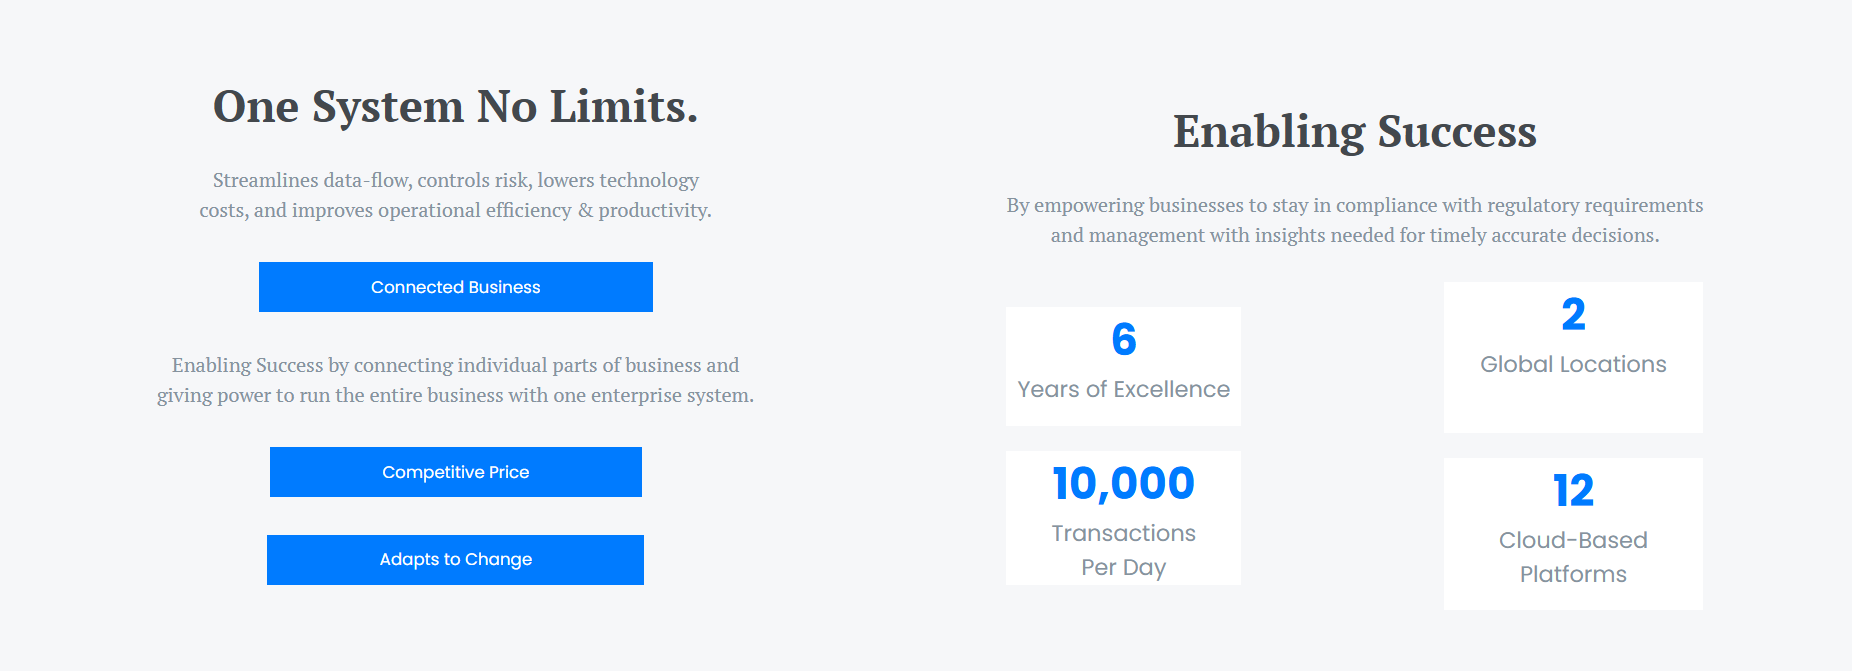 One System No Limits.
Streamlines data-flow, controls risk, lowers technology
costs, and improves operational efficiency & productivity.
Connected Business
Enabling Success by connecting individual parts of business and
giving power to run the entire business with one enterprise system.
Competitive Price
Adapts to Change
Enabling Success
By empowering businesses to stay in compliance with regulatory requirements
and management with insights needed for timely accurate decisions.
6
Years of Excellence
2
Global Locations
10,000
Transactions
Per Day
12
Cloud-Based
Platforms